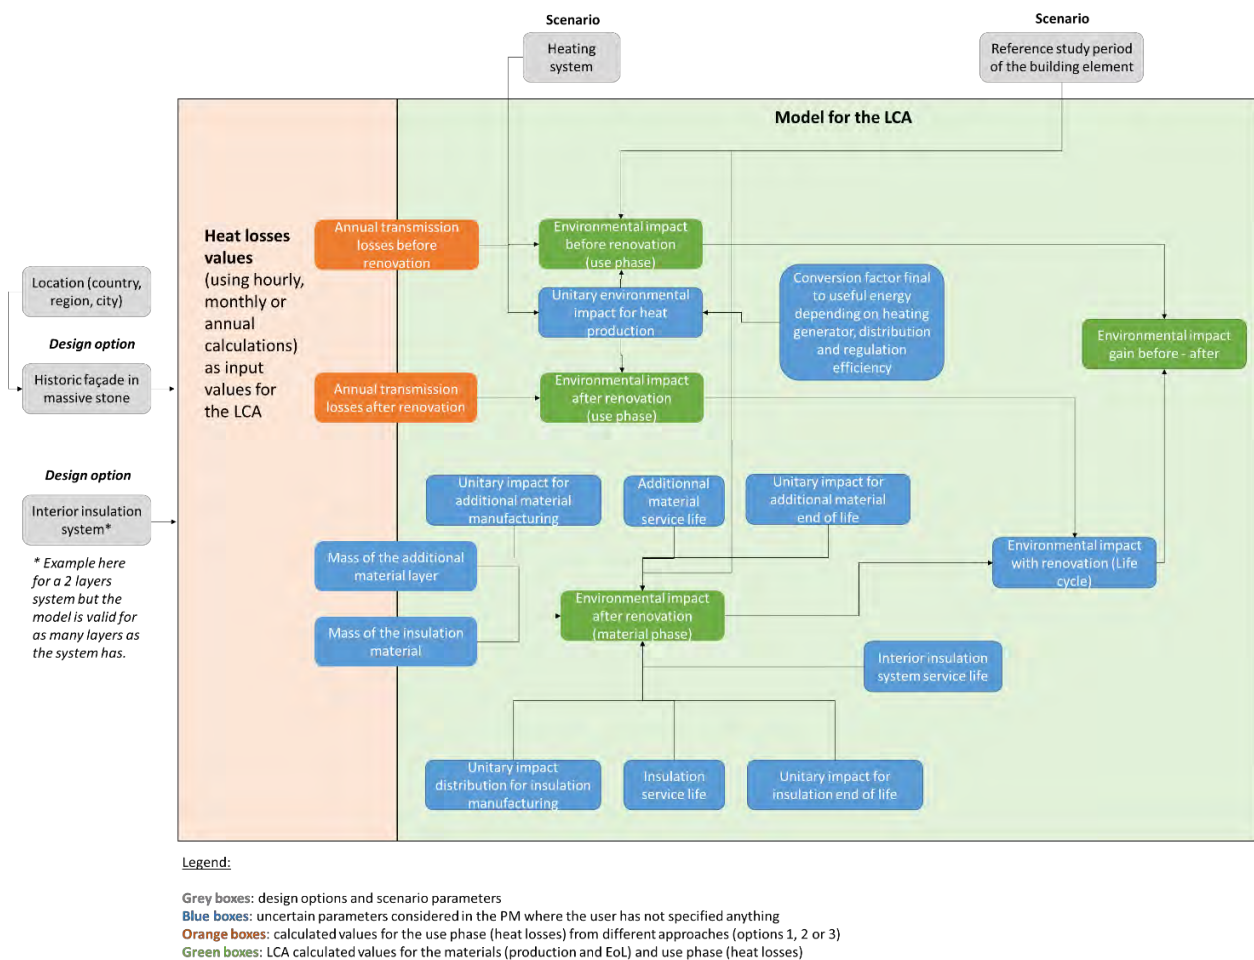 Scenario
Heating
system
Scenario
Reference study period
of the building element
Model for the LCA
Heat losses
values
(using hourly,
monthly or
annual
calculations)
as input
values for
the LCA
Annual transmission
losses before
renovation
Environmental impact
before renovation
(use phase)
Location (country,
region, city)
Unitary environmental
impact for heat
production
Conversion factor final
to useful energy
depending on heating
generator, distribution
and regulation
efficiency
Environmental impact
gain before - after
Design option
Historic façade in
massive stone
Annual transmission
losses after renovation
Environmental impact
after renovation
(use phase)
Design option
Interior insulation
system*
* Example here
for a 2 layers
system but the
model is valid for
as many layers as
the system has.
Unitary impact for
additional material
manufacturing
Additionnal
material
service life
Unitary impact for
additional material
end of life
Mass of the additional
material layer
Environmental impact
with renovation (Life
cycle)
Environmental impact
after renovation
(material phase)
Mass of the insulation
material
Interior insulation
system service life
Unitary impact
distribution for insulation
manufacturing
Insulation
service life
Unitary impact for
insulation end of life
Legend:
Grey boxes: design options and scenario parameters
Blue boxes: uncertain parameters considered in the PM where the user has not specified anything
Orange boxes: calculated values for the use phase (heat losses) from different approaches (options 1, 2 or 3)
Green boxes: LCA calculated values for the materials (production and EoL) and use phase (heat losses)